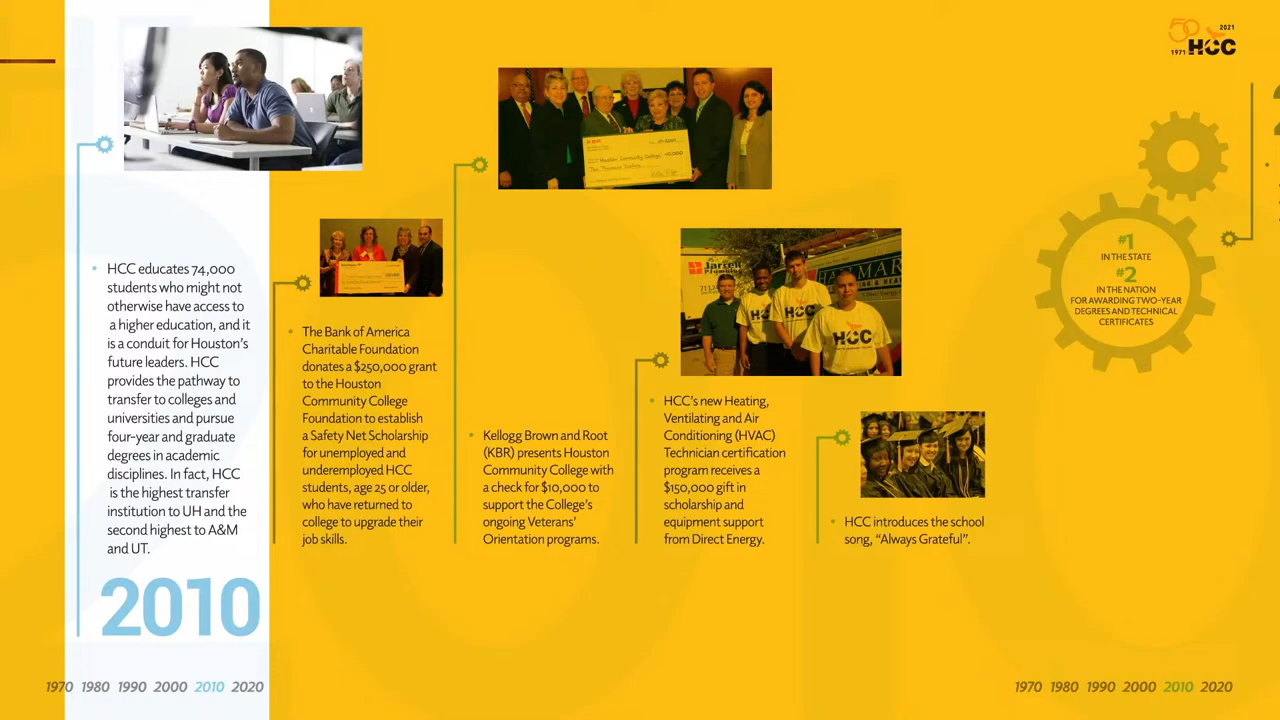 50
2021
1971 HCC
HCC educates 74,000
students who might not
otherwise have access to
a higher education, and it
is a conduit for Houston's
future leaders. HCC
provides the pathway to
transfer to colleges and
universities and pursue
four-year and graduate
degrees in academic
disciplines. In fact, HCC
is the highest transfer
institution to UH and the
second highest to A&M
and UT.
2010
The Bank of America
Charitable Foundation
donates a $250,000 grant
to the Houston
Community College
Foundation to establish
a Safety Net Scholarship
for unemployed and
underemployed HCC
students, age 25 or older,
who have returned to
college to upgrade their
job skills.
KBR
Houston Community College
Kellogg Brown and Root
(KBR) presents Houston
Community College with
a check for $10,000 to
support the College's
ongoing Veterans'
Orientation programs.
Jarrell
Plumbing
HCC
HCC
HCC
HCC's new Heating,
Ventilating and Air
Conditioning (HVAC)
Technician certification
program receives a
$150,000 gift in
scholarship and
equipment support
from Direct Energy.
HCC introduces the school
song, “Always Grateful”.
#1
IN THE STATE
#2
IN THE NATION
FOR AWARDING TWO-YEAR
DEGREES AND TECHNICAL
CERTIFICATES
1970 1980 1990 2000 2010 2020
1970 1980 1990 2000 2010 2020